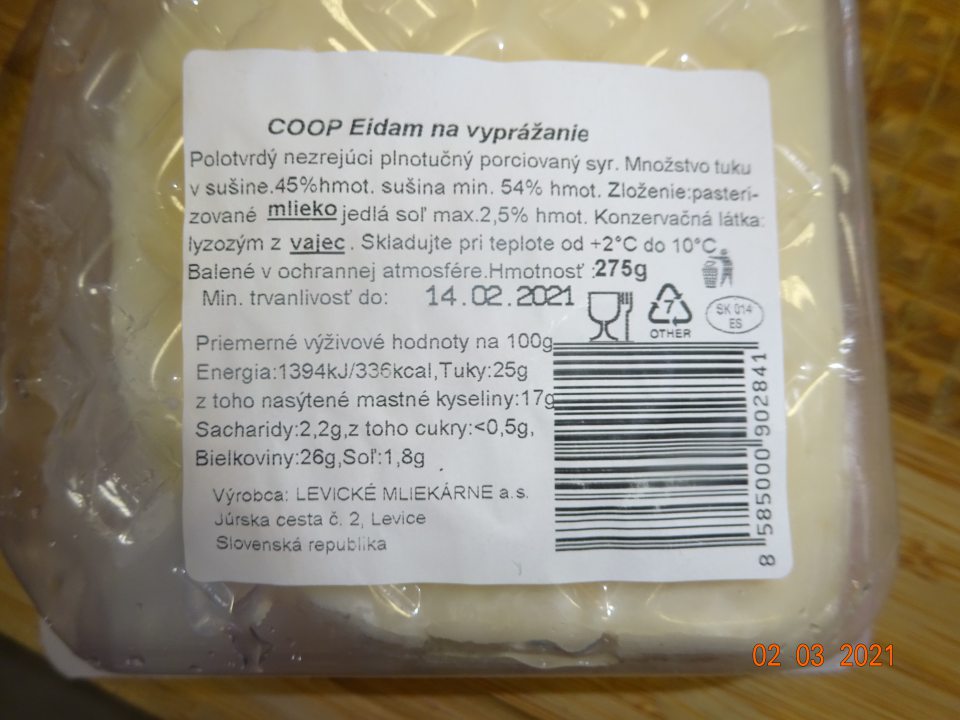 COOP Eidam na vyprážanie
Polotvrdý nezrejúci plnotučný porciovaný syr. Množstvo tuku
v sušine.45%hmot. sušina min. 54% hmot. Zloženie:pasteri-
zované mlieko jedlá soľ max.2,5% hmot. Konzervačná látka:
lyzozým z vajec . Skladujte pri teplote od +2°C do 10°C
Balené v ochrannej atmosfére.Hmotnosť :275g
Min. trvanlivosť do: 14.02.2021
7
OTHER
SK 014
ES
Priemerné výživové hodnoty na 100g
Energia:1394kJ/336kcal,Tuky:25g
z toho nasýtené mastné kyseliny:17g
Sacharidy:2,2g,z toho cukry:<0,5g,
Bielkoviny:26g,Soľ:1,8g
Výrobca: LEVICKÉ MLIEKÁRNE a.s.
Júrska cesta č. 2, Levice
Slovenská republika
8 585000 902841
02 03 2021